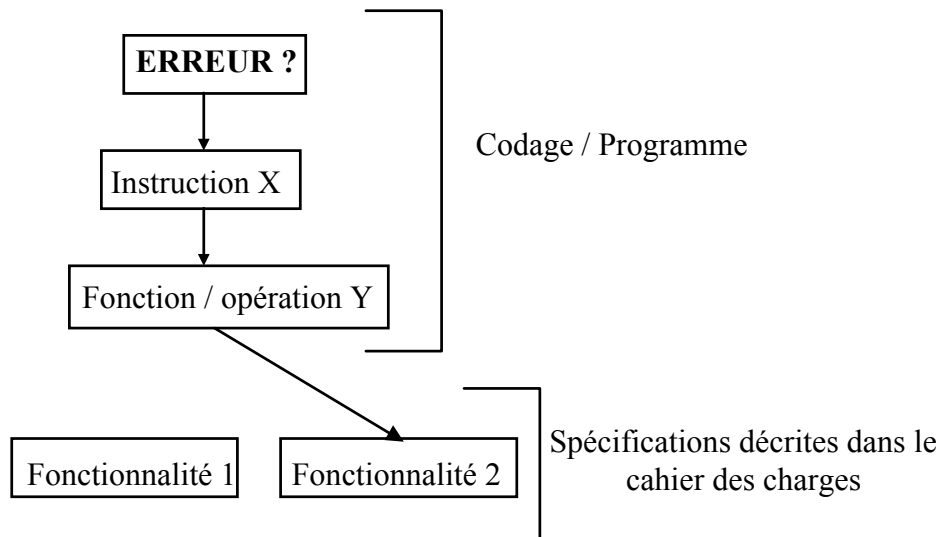 ERREUR ?
Codage / Programme
Instruction X
Fonction / opération Y
Spécifications décrites dans le
cahier des charges
Fonctionnalité 1
Fonctionnalité 2